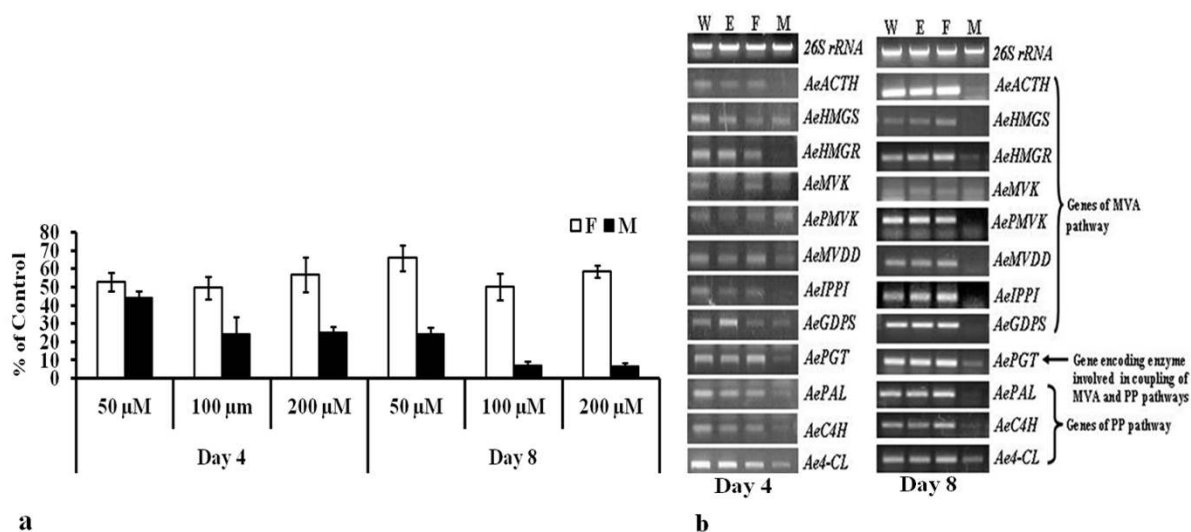 % of Control
80
70
60
50
40
30
20
10
0
F M
50 µM 100 µm 200 µM 50 µM 100 µM 200 µM
Day 4 Day 8
a
W E F M
26S rRNA
AeACTH
AeHMGS
AeHMGR
AeMVK
AePMVK
AeMVDD
AeIPPI
AeGDPS
AePGT
AePAL
AeC4H
Ae4-CL
Day 4
W E F M
26S rRNA
AeACTH
AeHMGS
AeHMGR
AeMVK
AePMVK
AeMVDD
AeIPPI
AeGDPS
AePGT
AePAL
AeC4H
Ae4-CL
Day 8
Genes of MVA
pathway
Gene encoding enzyme
involved in coupling of
MVA and PP pathways
Genes of PP pathway
b